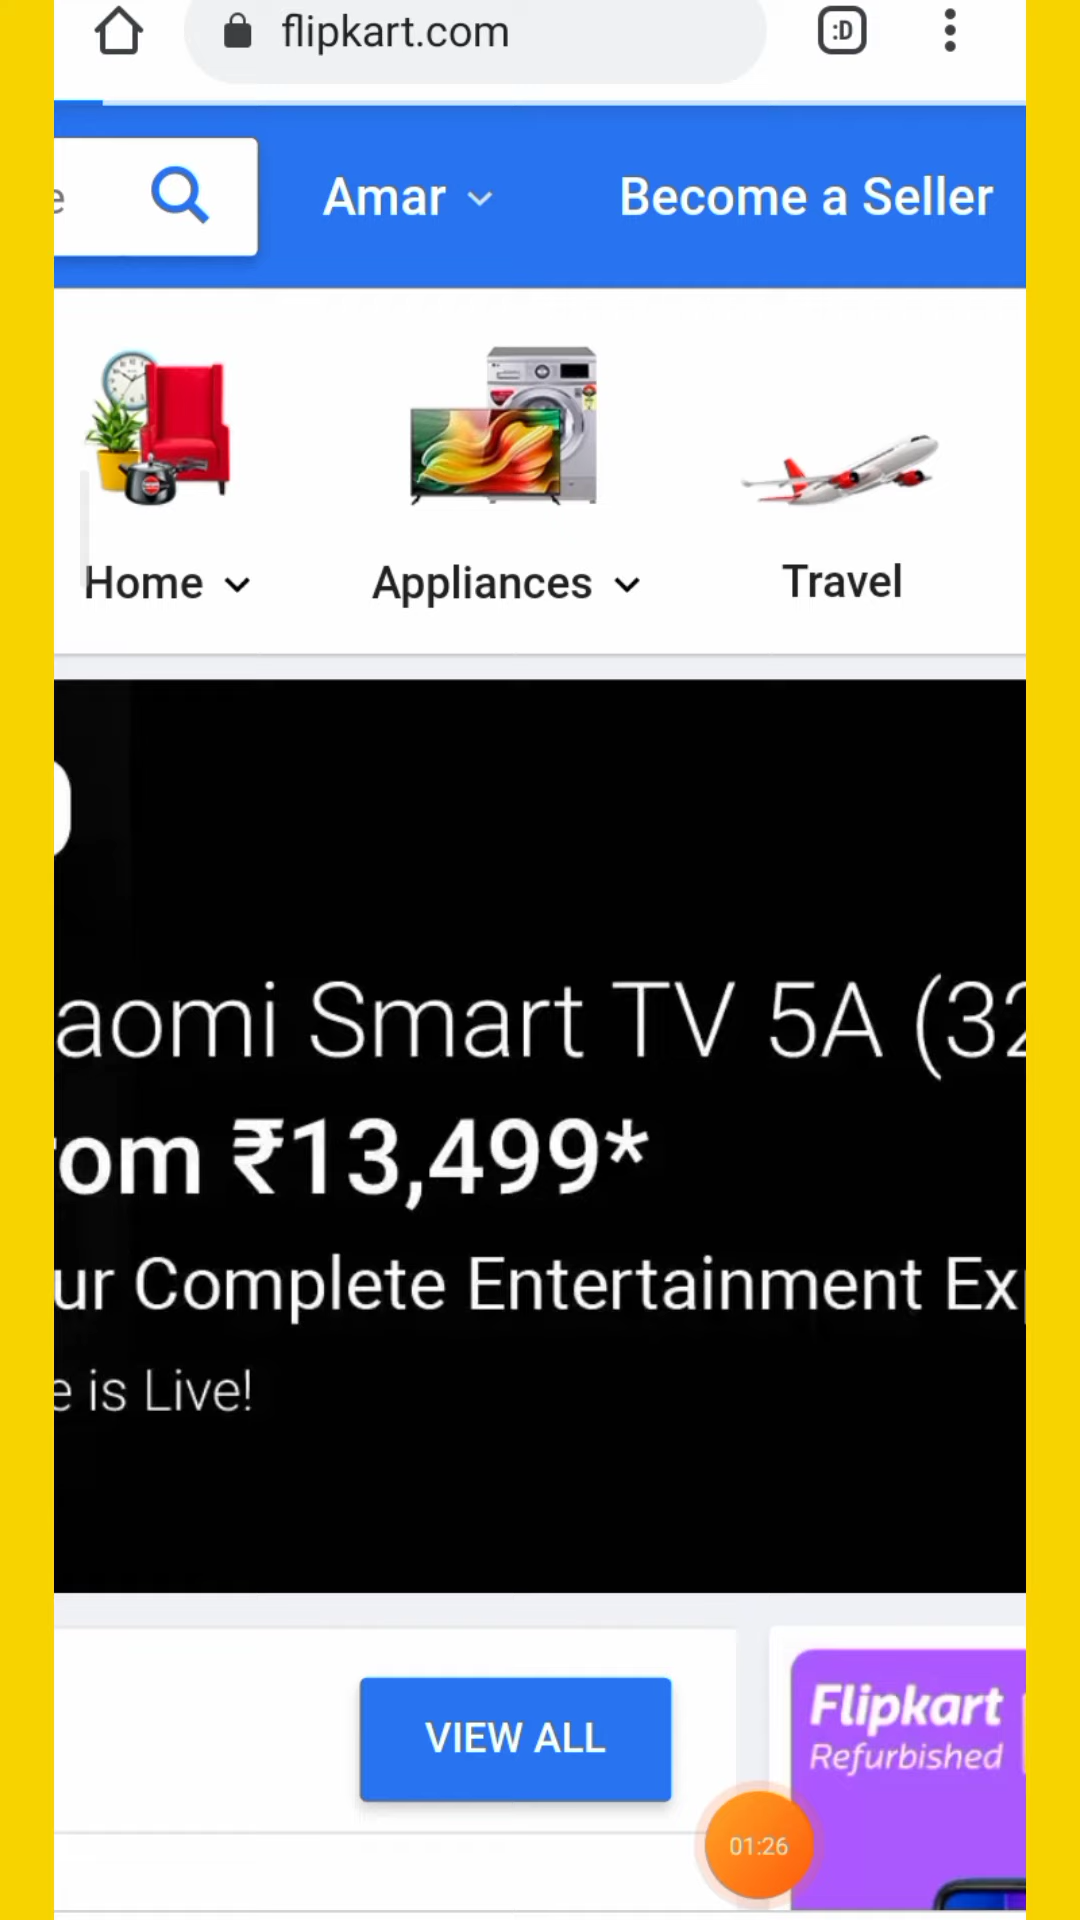 flipkart.com
:D
Amar
Become a Seller
Home
Appliances
Travel
aomi Smart TV 5A (32
rom ₹13,499*
ur Complete Entertainment Ex
e is Live!
VIEW ALL
Flipkart
Refurbished
01:26